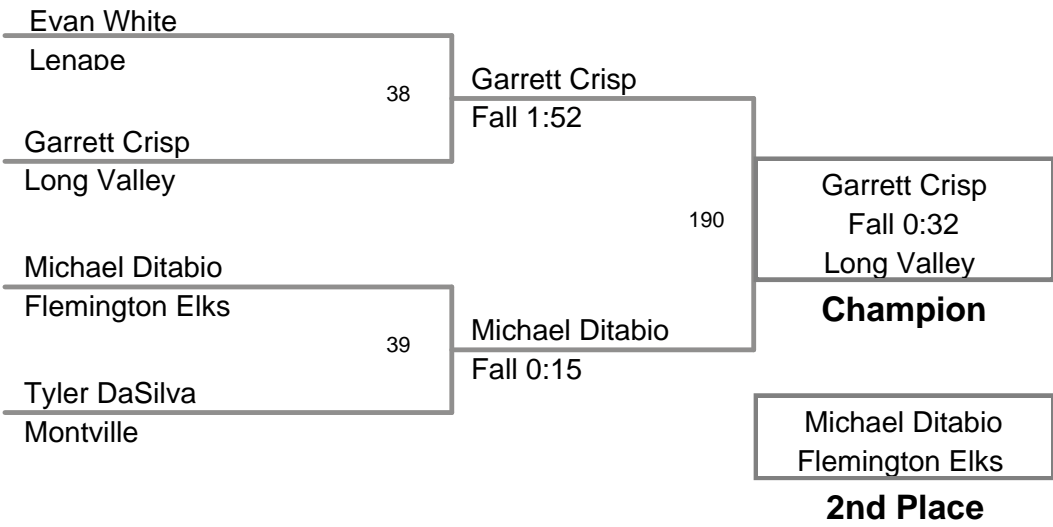 Evan White
Lenape
38
Garrett Crisp
Long Valley
Garrett Crisp
Fall 1:52
Michael Ditabio
Flemington Elks
39
Tyler DaSilva
Montville
Michael Ditabio
Fall 0:15
190
Garrett Crisp
Fall 0:32
Long Valley
Champion
Michael Ditabio
Flemington Elks
2nd Place